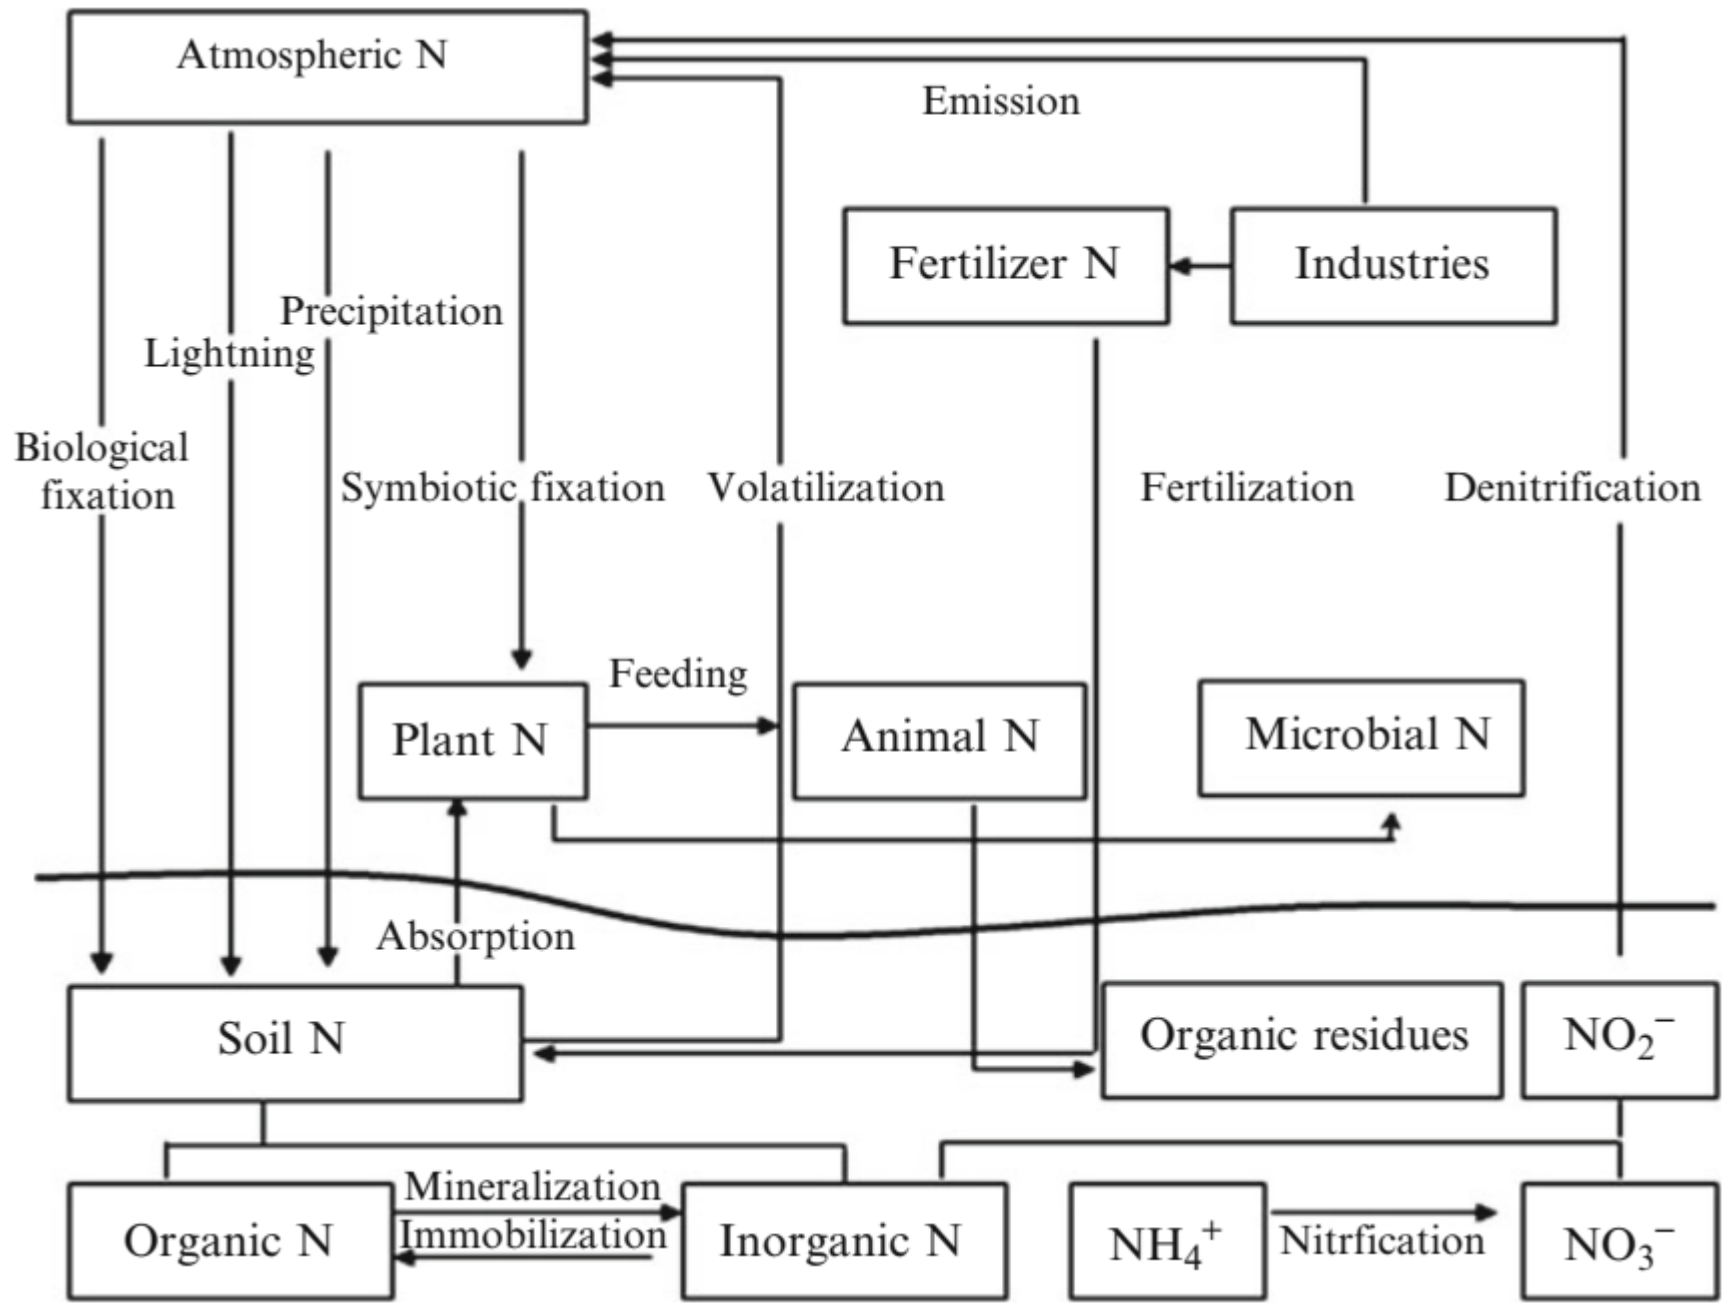 Atmospheric N
Emission
Fertilizer N
Industries
Precipitation
Lightning
Biological
fixation
Symbiotic fixation
Volatilization
Fertilization
Denitrification
Feeding
Plant N
Animal N
Microbial N
Absorption
Soil N
Organic residues
NO₂⁻
Mineralization
Immobilization
Organic N
Inorganic N
NH₄⁺
Nitrfication
NO₃⁻